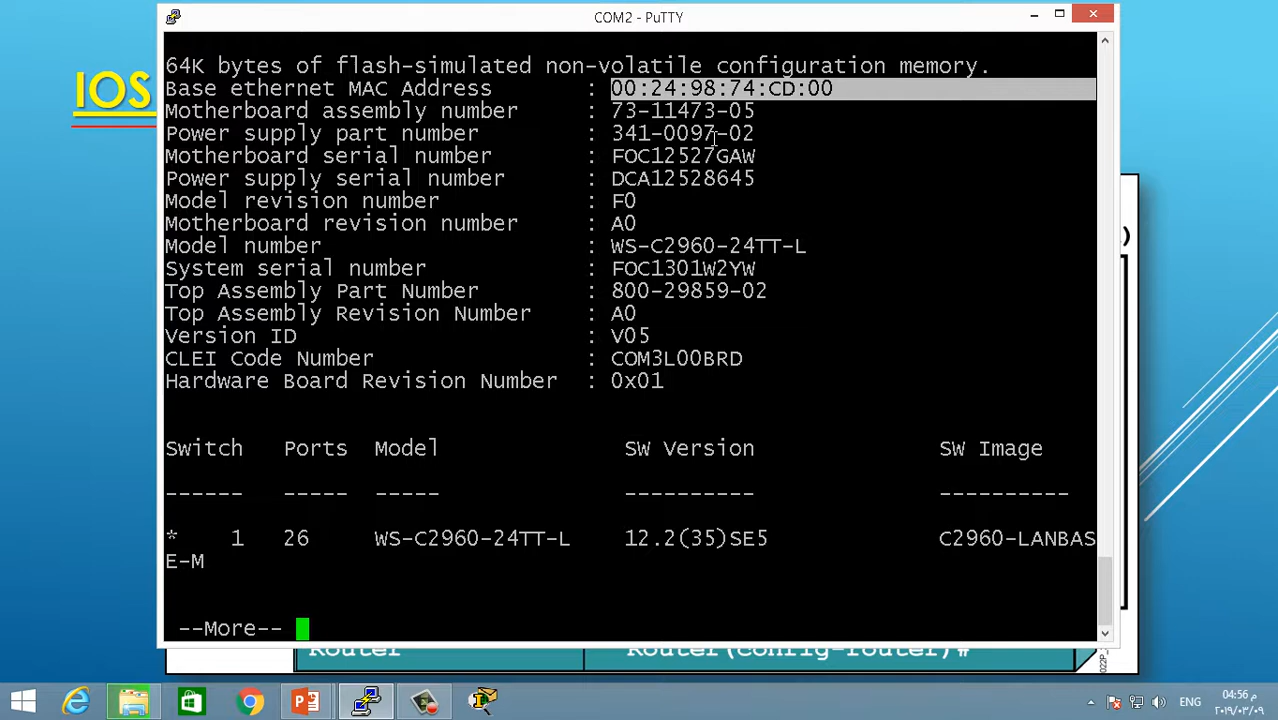 COM2 - PuTTY
IOS
64K bytes of flash-simulated non-volatile configuration memory.
Base ethernet MAC Address : 00:24:98:74:CD:00
Motherboard assembly number : 73-11473-05
Power supply part number : 341-0097-02
Motherboard serial number : FOC12527GAW
Power supply serial number : DCA12528645
Model revision number : F0
Motherboard revision number : A0
Model number : WS-C2960-24TT-L
System serial number : FOC1301W2YW
Top Assembly Part Number : 800-29859-02
Top Assembly Revision Number : A0
Version ID : V05
CLEI Code Number : COM3L00BRD
Hardware Board Revision Number : 0x01
Switch Ports Model SW Version SW Image
------ ----- ----- ---------- ----------
* 1 26 WS-C2960-24TT-L 12.2(35)SE5 C2960-LANBAS
E-M
--More--
)
Router Router(config-router)#
ENG
04:56 م
٢٠١٩/٠٣/٠٩